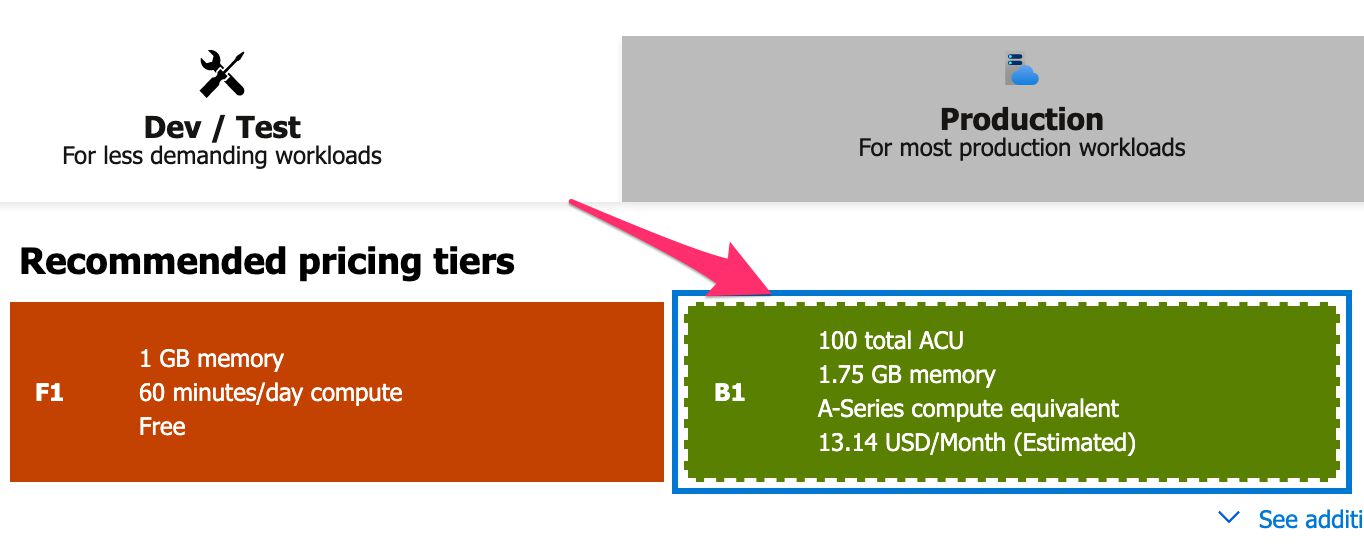 Dev / Test
For less demanding workloads
Production
For most production workloads
Recommended pricing tiers
F1
1 GB memory
60 minutes/day compute
Free
B1
100 total ACU
1.75 GB memory
A-Series compute equivalent
13.14 USD/Month (Estimated)
See additi